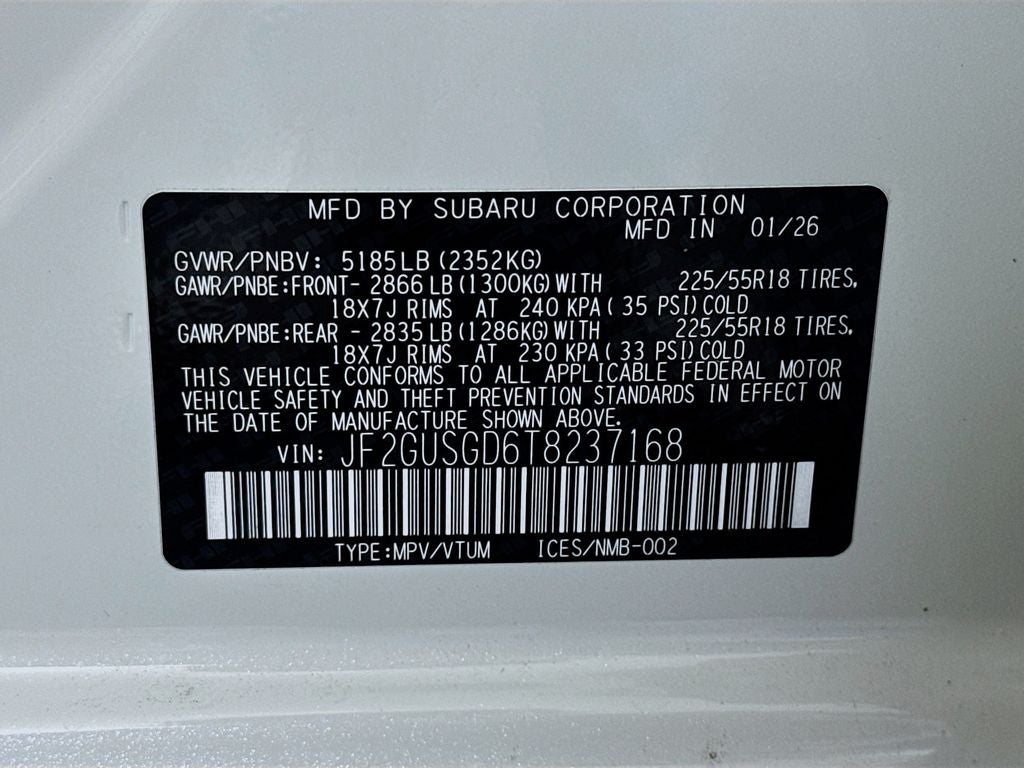 MFD BY SUBARU CORPORATION
MFD IN 01/26
GVWR/PNBV: 5185LB (2352KG)
GAWR/PNBE:FRONT- 2866 LB (1300KG) WITH 225/55R18 TIRES,
18X7J RIMS AT 240 KPA ( 35 PSI) COLD
GAWR/PNBE:REAR - 2835 LB (1286KG) WITH 225/55R18 TIRES,
18X7J RIMS AT 230 KPA ( 33 PSI) COLD
THIS VEHICLE CONFORMS TO ALL APPLICABLE FEDERAL MOTOR
VEHICLE SAFETY AND THEFT PREVENTION STANDARDS IN EFFECT ON
THE DATE OF MANUFACTURE SHOWN ABOVE.
VIN: JF2GUSGD6T8237168
TYPE:MPV/VTUM ICES/NMB-002